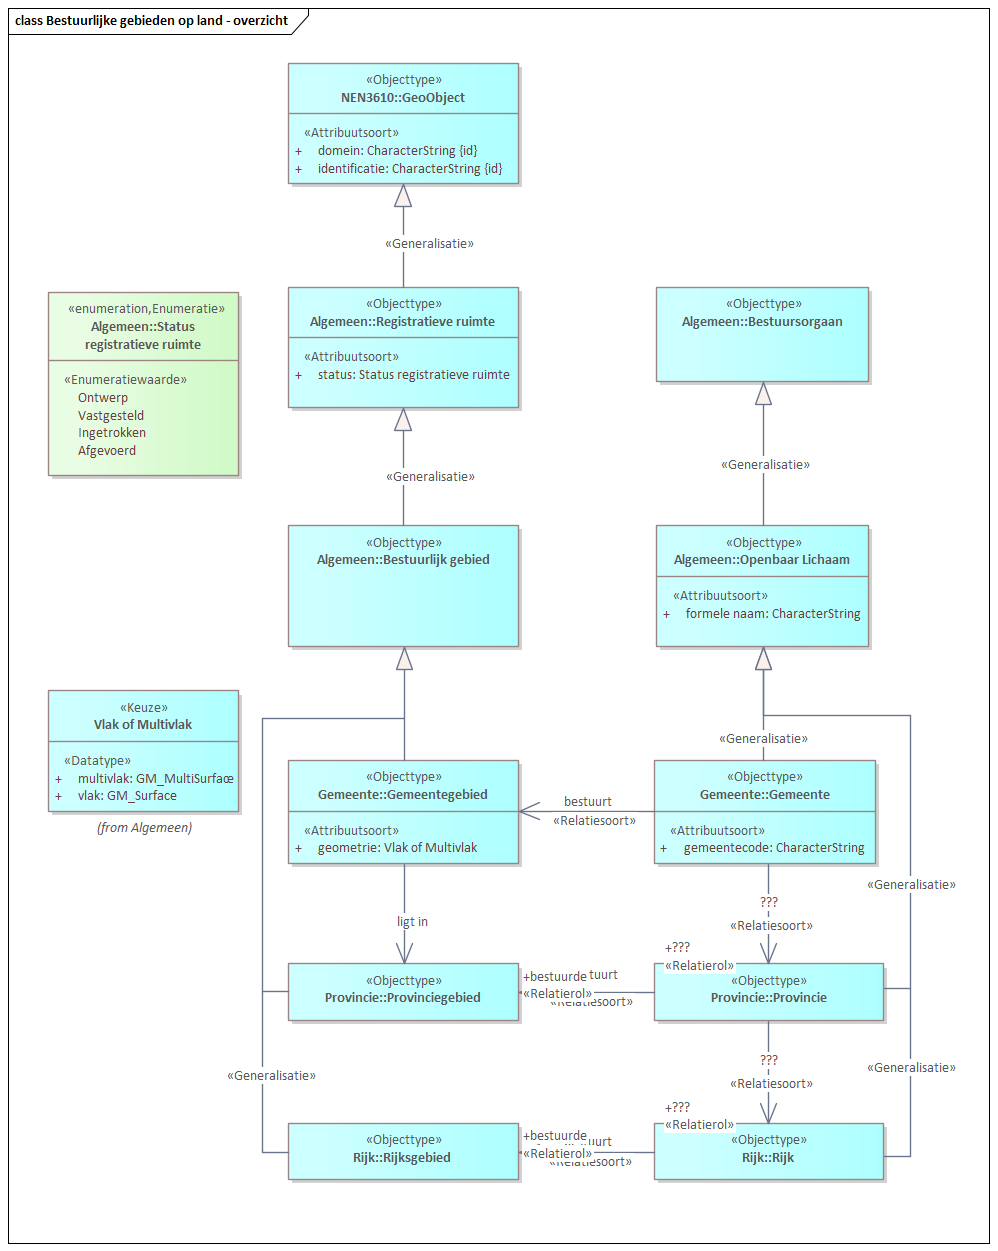 class Bestuurlijke gebieden op land - overzicht
«Objecttype»
NEN3610::GeoObject
«Attribuutsoort»
+ domein: CharacterString {id}
+ identificatie: CharacterString {id}
«Generalisatie»
«enumeration,Enumeratie»
Algemeen::Status
registratieve ruimte
«Enumeratiewaarde»
Ontwerp
Vastgesteld
Ingetrokken
Afgevoerd
«Objecttype»
Algemeen::Registratieve ruimte
«Attribuutsoort»
+ status: Status registratieve ruimte
«Objecttype»
Algemeen::Bestuursorgaan
«Generalisatie»
«Generalisatie»
«Objecttype»
Algemeen::Bestuurlijk gebied
«Objecttype»
Algemeen::Openbaar Lichaam
«Attribuutsoort»
+ formele naam: CharacterString
«Keuze»
Vlak of Multivlak
«Datatype»
+ multivlak: GM_MultiSurface
+ vlak: GM_Surface
(from Algemeen)
«Generalisatie»
«Objecttype»
Gemeente::Gemeentegebied
«Attribuutsoort»
+ geometrie: Vlak of Multivlak
bestuurt
«Relatiesoort»
«Objecttype»
Gemeente::Gemeente
«Attribuutsoort»
+ gemeentecode: CharacterString
«Generalisatie»
ligt in
???
«Relatiesoort»
+???
«Relatierol»
«Objecttype»
Provincie::Provinciegebied
+bestuurde tuurt
«Relatierol»
«Relatiesoort»
«Objecttype»
Provincie::Provincie
???
«Relatiesoort»
«Generalisatie»
«Generalisatie»
+???
«Relatierol»
«Objecttype»
Rijk::Rijksgebied
+bestuurde
«Relatierol»
«Relatiesoort»
«Objecttype»
Rijk::Rijk